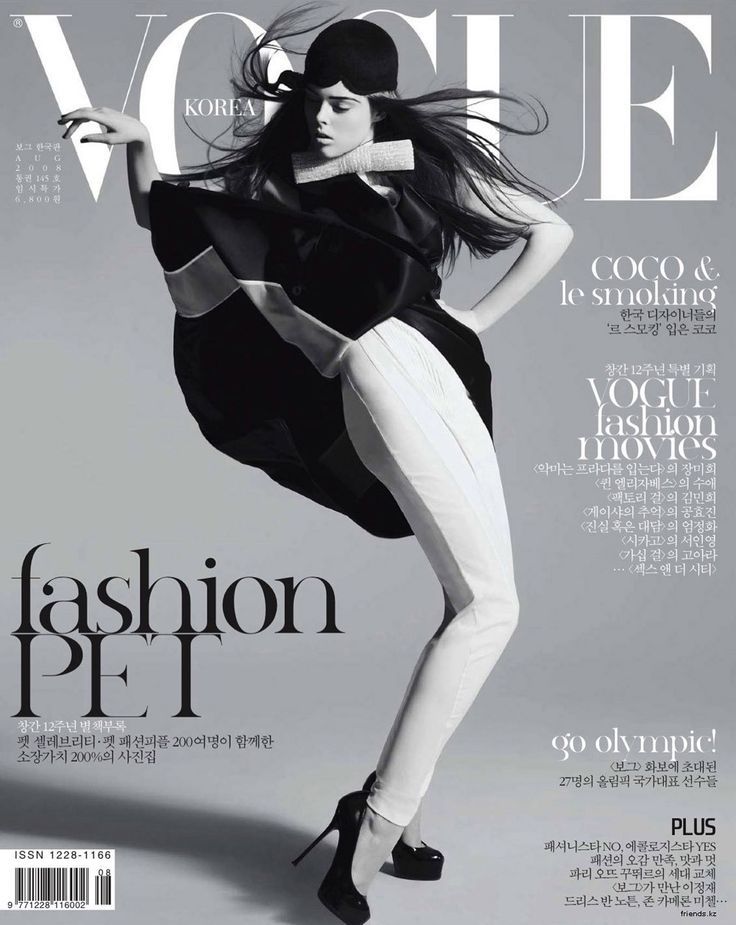 ®
VOGUE
KOREA
보그 한국판
AUG
2008
통권 145호
임시특가
6,800원
COCO &
le smoking
한국 디자이너들의
'르 스모킹' 입은 코코
창간 12주년 특별 기획
VOGUE
fashion
movies
<악마는 프라다를 입는다>의 장미희
<퀸 엘리자베스>의 수애
<팩토리 걸>의 김민희
<게이샤의 추억>의 공효진
<진실 혹은 대담>의 엄정화
<시카고>의 서인영
<가십 걸>의 고아라
… <섹스 앤 더 시티>
fashion
PET
창간 12주년 별책부록
펫 셀레브리티·펫 패션피플 200여명이 함께한
소장가치 200%의 사진집
go olympic!
<보그> 화보에 초대된
27명의 올림픽 국가대표 선수들
PLUS
패셔니스타 NO, 에콜로지스타 YES
패션의 오감 만족, 맛과 멋
파리 오뜨 꾸뛰르의 세대 교체
<보그>가 만난 이정재
드리스 반 노튼, 존 카메론 미첼…
friends.kz
ISSN 1228-1166
08
9 771228 116002